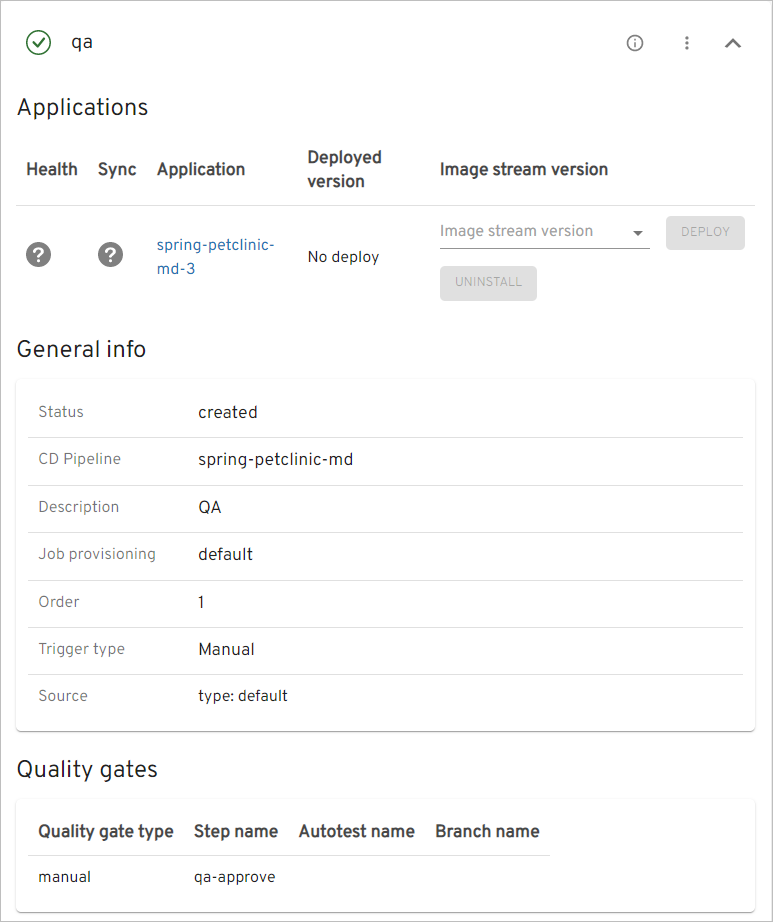 qa
Applications
Health Sync Application Deployed version Image stream version
spring-petclinic-md-3 No deploy Image stream version DEPLOY
UNINSTALL
General info
Status created
CD Pipeline spring-petclinic-md
Description QA
Job provisioning default
Order 1
Trigger type Manual
Source type: default
Quality gates
Quality gate type Step name Autotest name Branch name
manual qa-approve